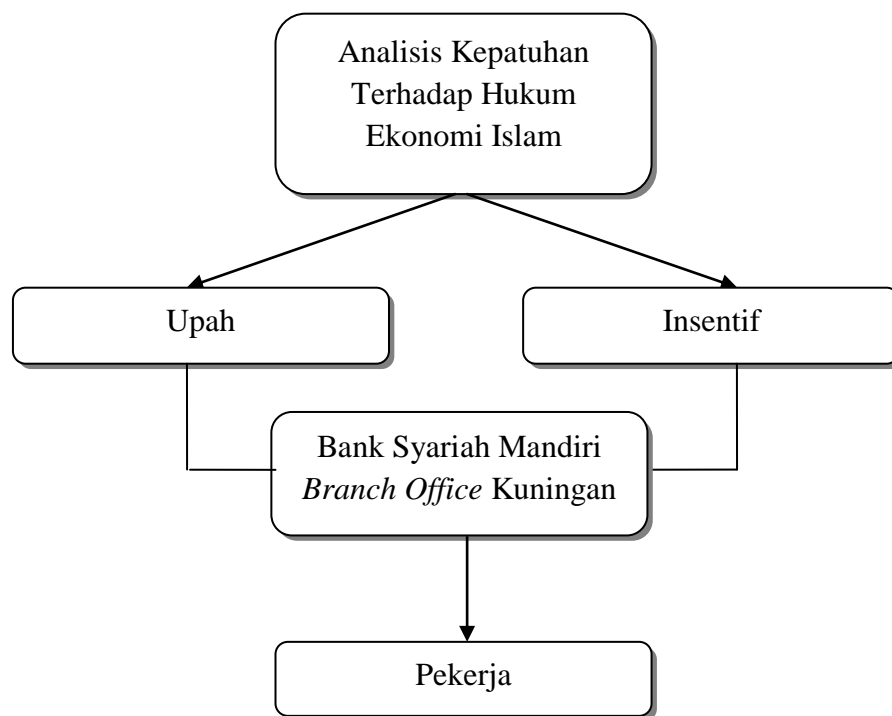 Analisis Kepatuhan
Terhadap Hukum
Ekonomi Islam
Upah
Insentif
Bank Syariah Mandiri
Branch Office Kuningan
Pekerja